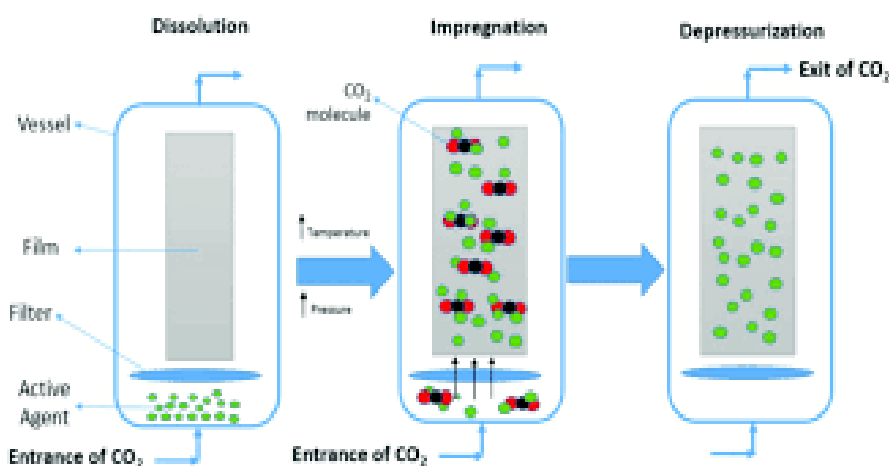 Dissolution
Impregnation
Depressurization
Exit of CO₂
CO₂
molecule
Vessel
Film
Filter
Active
Agent
Temperature
Pressure
Entrance of CO₂
Entrance of CO₂